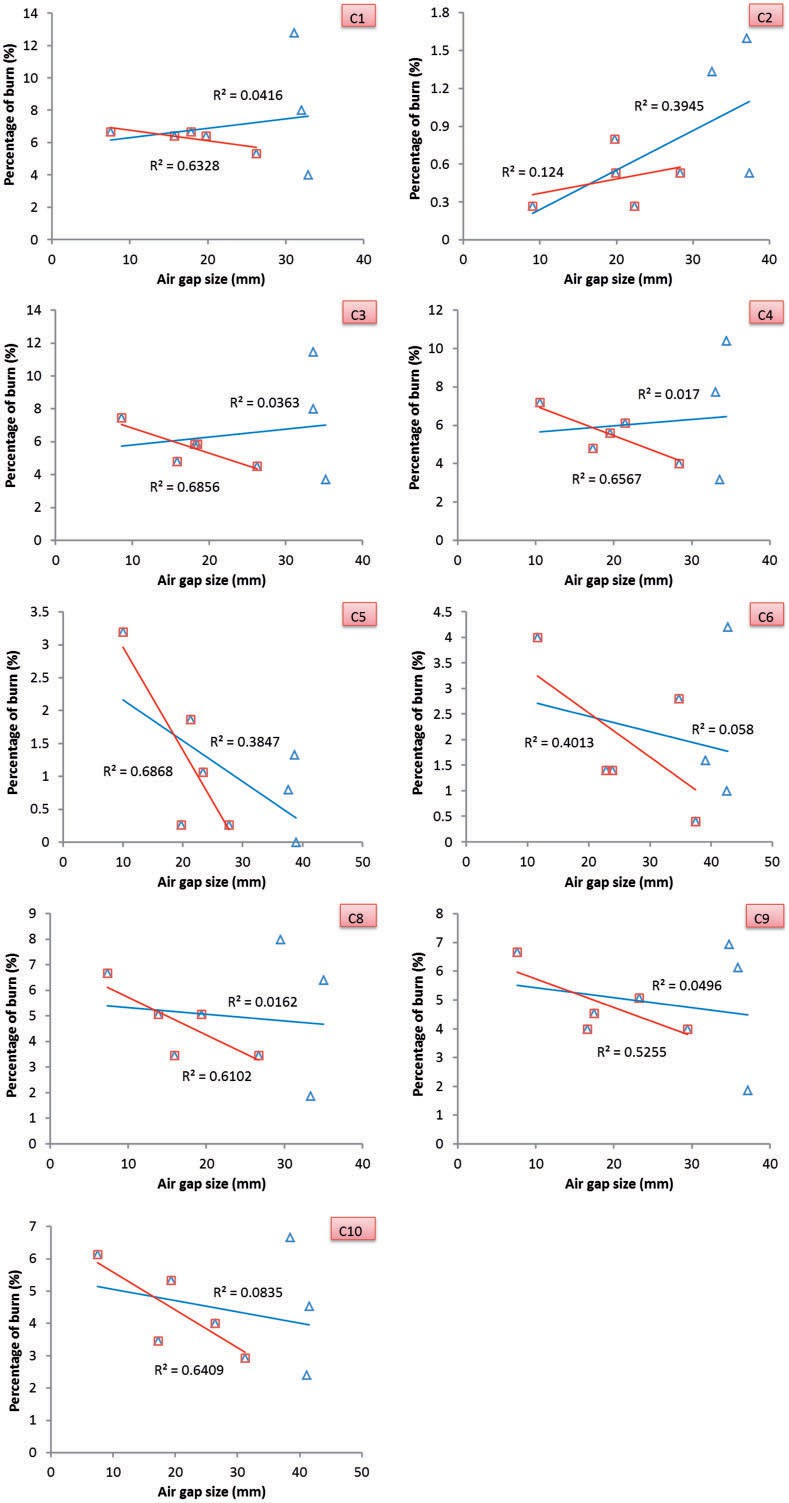 C1
Percentage of burn (%)
14
12
10
8
6
4
2
0
R² = 0.0416
R² = 0.6328
0 10 20 30 40
Air gap size (mm)
C2
Percentage of burn (%)
1.8
1.5
1.2
0.9
0.6
0.3
0
R² = 0.3945
R² = 0.124
0 10 20 30 40
Air gap size (mm)
C3
Percentage of burn (%)
14
12
10
8
6
4
2
0
R² = 0.0363
R² = 0.6856
0 10 20 30 40
Air gap size (mm)
C4
Percentage of burn (%)
12
10
8
6
4
2
0
R² = 0.017
R² = 0.6567
0 10 20 30 40
Air gap size (mm)
C5
Percentage of burn (%)
3.5
3
2.5
2
1.5
1
0.5
0
R² = 0.3847
R² = 0.6868
0 10 20 30 40 50
Air gap size (mm)
C6
Percentage of burn (%)
4.5
4
3.5
3
2.5
2
1.5
1
0.5
0
R² = 0.058
R² = 0.4013
0 10 20 30 40 50
Air gap size (mm)
C8
Percentage of burn (%)
9
8
7
6
5
4
3
2
1
0
R² = 0.0162
R² = 0.6102
0 10 20 30 40
Air gap size (mm)
C9
Percentage of burn (%)
8
7
6
5
4
3
2
1
0
R² = 0.0496
R² = 0.5255
0 10 20 30 40
Air gap size (mm)
C10
Percentage of burn (%)
7
6
5
4
3
2
1
0
R² = 0.0835
R² = 0.6409
0 10 20 30 40 50
Air gap size (mm)